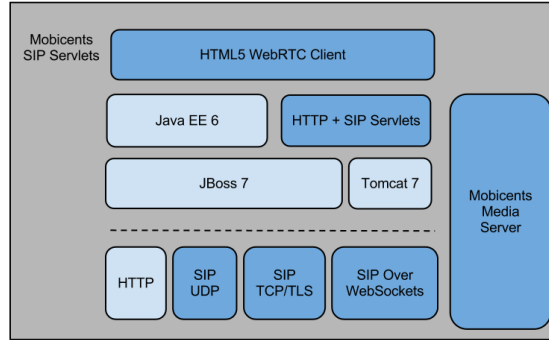 Mobicents
SIP Servlets
HTML5 WebRTC Client
Java EE 6
HTTP + SIP Servlets
JBoss 7
Tomcat 7
Mobicents
Media
Server
HTTP
SIP
UDP
SIP
TCP/TLS
SIP Over
WebSockets